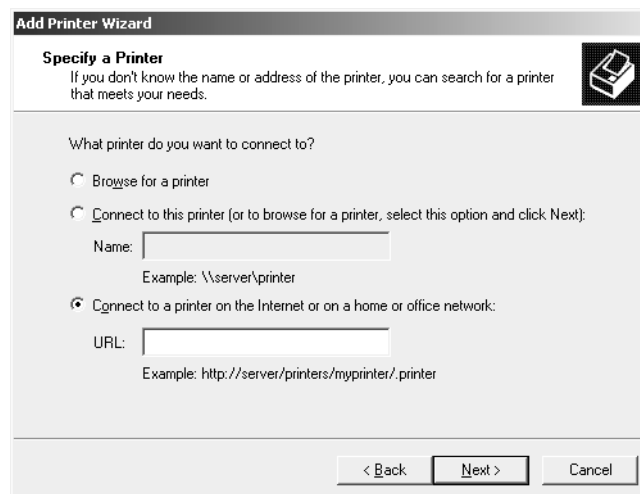 Add Printer Wizard
Specify a Printer
If you don't know the name or address of the printer, you can search for a printer
that meets your needs.
What printer do you want to connect to?
Browse for a printer
Connect to this printer (or to browse for a printer, select this option and click Next):
Name:
Example: \\server\printer
Connect to a printer on the Internet or on a home or office network:
URL:
Example: http://server/printers/myprinter/.printer
< Back Next > Cancel